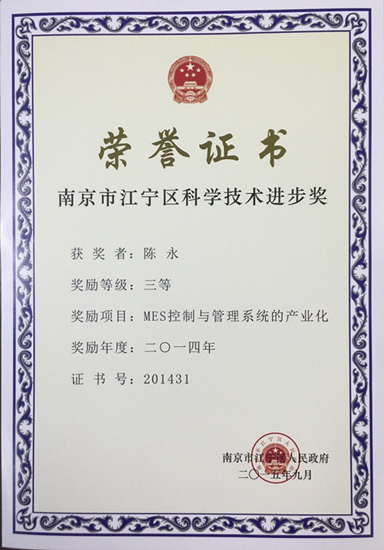 荣誉证书
南京市江宁区科学技术进步奖
获奖者：陈永
奖励等级：三等
奖励项目：MES控制与管理系统的产业化
奖励年度：二〇一四年
证书号：201431
南京市江宁区人民政府
二〇一五年九月